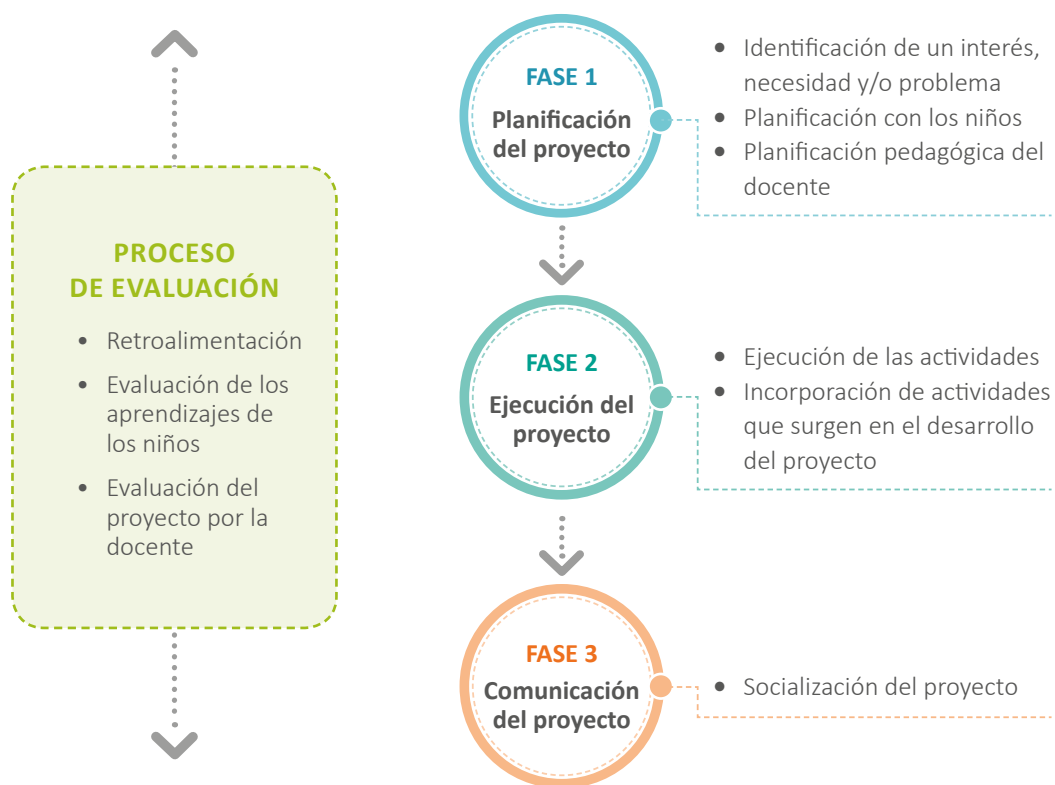 PROCESO
DE EVALUACIÓN
• Retroalimentación
• Evaluación de los
aprendizajes de
los niños
• Evaluación del
proyecto por la
docente
FASE 1
Planificación
del proyecto
• Identificación de un interés,
necesidad y/o problema
• Planificación con los niños
• Planificación pedagógica del
docente
FASE 2
Ejecución del
proyecto
• Ejecución de las actividades
• Incorporación de actividades
que surgen en el desarrollo
del proyecto
FASE 3
Comunicación
del proyecto
• Socialización del proyecto